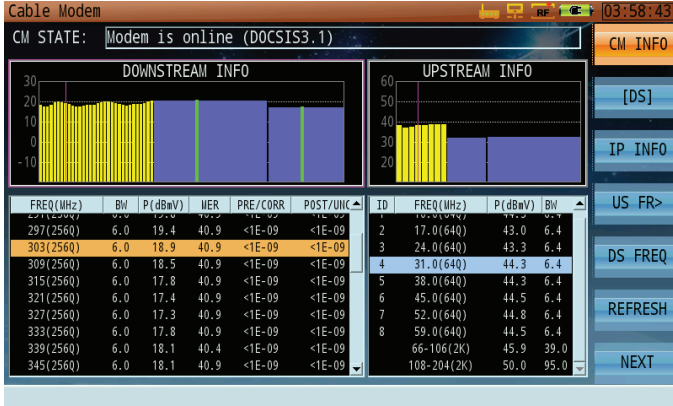 Cable Modem
RF
03:58:43
CM STATE: Modem is online (DOCSIS3.1)
CM INFO
[DS]
IP INFO
US FR>
DS FREQ
REFRESH
NEXT
DOWNSTREAM INFO
30
20
10
0
-10
UPSTREAM INFO
60
50
40
30
20
FREQ(MHz) BW P(dBmV) MER PRE/CORR POST/UNC
297(256Q) 6.0 19.4 40.9 <1E-09 <1E-09
303(256Q) 6.0 18.9 40.9 <1E-09 <1E-09
309(256Q) 6.0 18.5 40.9 <1E-09 <1E-09
315(256Q) 6.0 17.8 40.9 <1E-09 <1E-09
321(256Q) 6.0 17.4 40.9 <1E-09 <1E-09
327(256Q) 6.0 17.3 40.9 <1E-09 <1E-09
333(256Q) 6.0 17.8 40.9 <1E-09 <1E-09
339(256Q) 6.0 18.1 40.4 <1E-09 <1E-09
345(256Q) 6.0 18.1 40.9 <1E-09 <1E-09
ID FREQ(MHz) P(dBmV) BW
2 17.0(64Q) 43.0 6.4
3 24.0(64Q) 43.3 6.4
4 31.0(64Q) 44.3 6.4
5 38.0(64Q) 44.3 6.4
6 45.0(64Q) 44.5 6.4
7 52.0(64Q) 44.8 6.4
8 59.0(64Q) 44.5 6.4
66-106(2K) 45.9 39.0
108-204(2K) 50.0 95.0